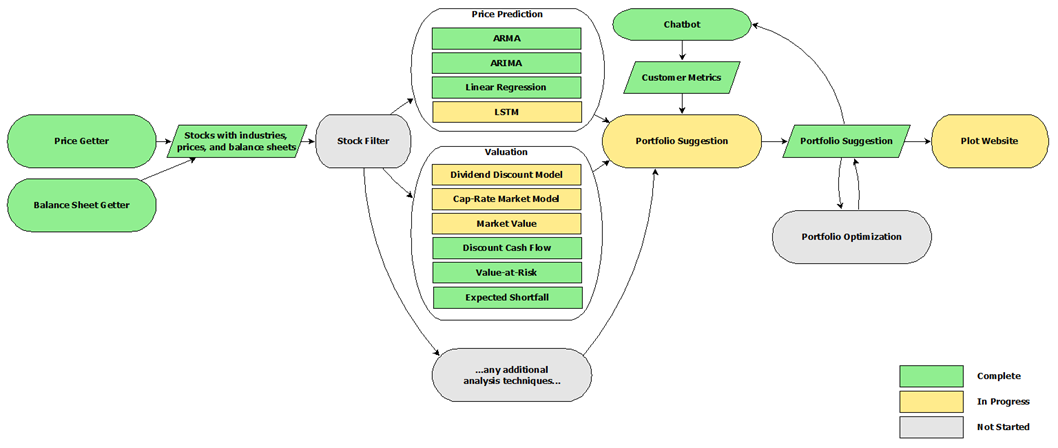 Price Prediction
ARMA
ARIMA
Linear Regression
LSTM
Chatbot
Customer Metrics
Price Getter
Stocks with industries,
prices, and balance sheets
Stock Filter
Portfolio Suggestion
Portfolio Suggestion
Plot Website
Balance Sheet Getter
Valuation
Dividend Discount Model
Cap-Rate Market Model
Market Value
Discount Cash Flow
Value-at-Risk
Expected Shortfall
Portfolio Optimization
...any additional
analysis techniques...
Complete
In Progress
Not Started